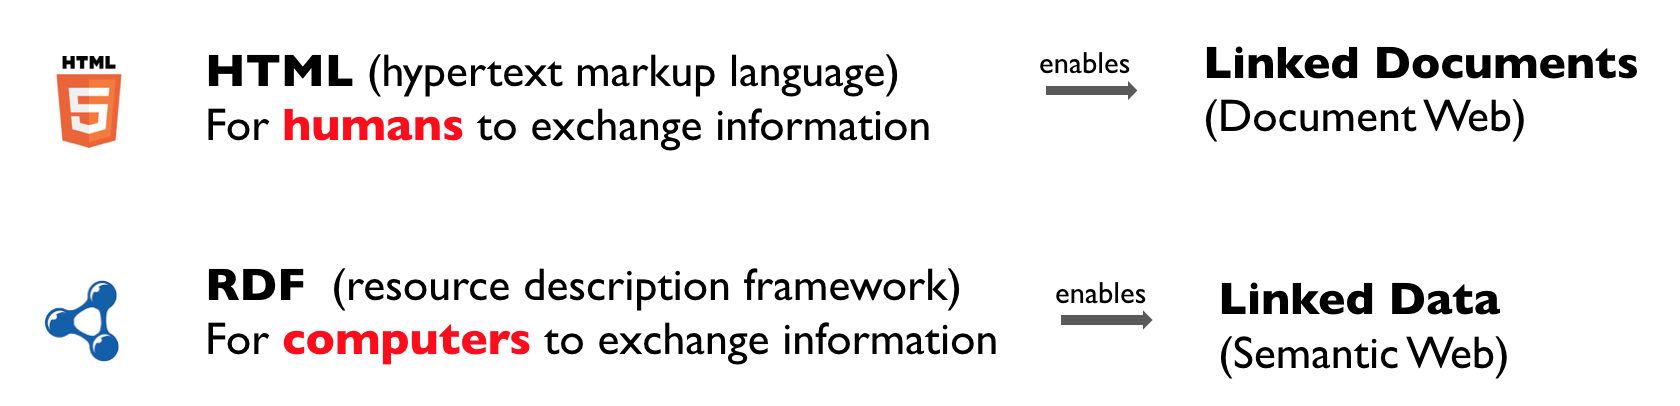 HTML
5
HTML (hypertext markup language)
For humans to exchange information
enables
Linked Documents
(Document Web)
RDF (resource description framework)
For computers to exchange information
enables
Linked Data
(Semantic Web)